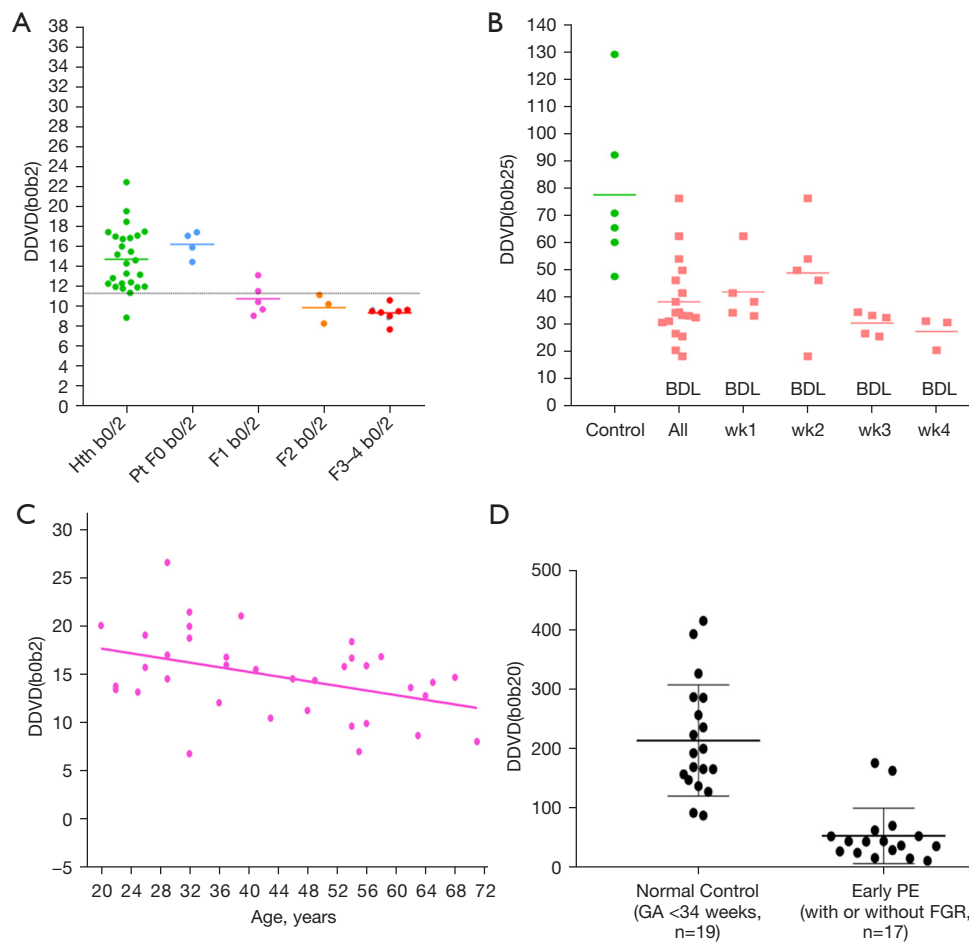 A
DDVD(b0b2)
38
36
34
32
30
28
26
24
22
20
18
16
14
12
10
8
6
4
2
0
Hth b0/2
Pt F0 b0/2
F1 b0/2
F2 b0/2
F3–4 b0/2
B
DDVD(b0b25)
140
130
120
110
100
90
80
70
60
50
40
30
20
10
0
BDL BDL BDL BDL BDL
Control All wk1 wk2 wk3 wk4
C
DDVD(b0b2)
30
25
20
15
10
5
0
−5
20 24 28 32 36 40 44 48 52 56 60 64 68 72
Age, years
D
DDVD(b0b20)
500
400
300
200
100
0
Normal Control
(GA <34 weeks,
n=19)
Early PE
(with or without FGR,
n=17)